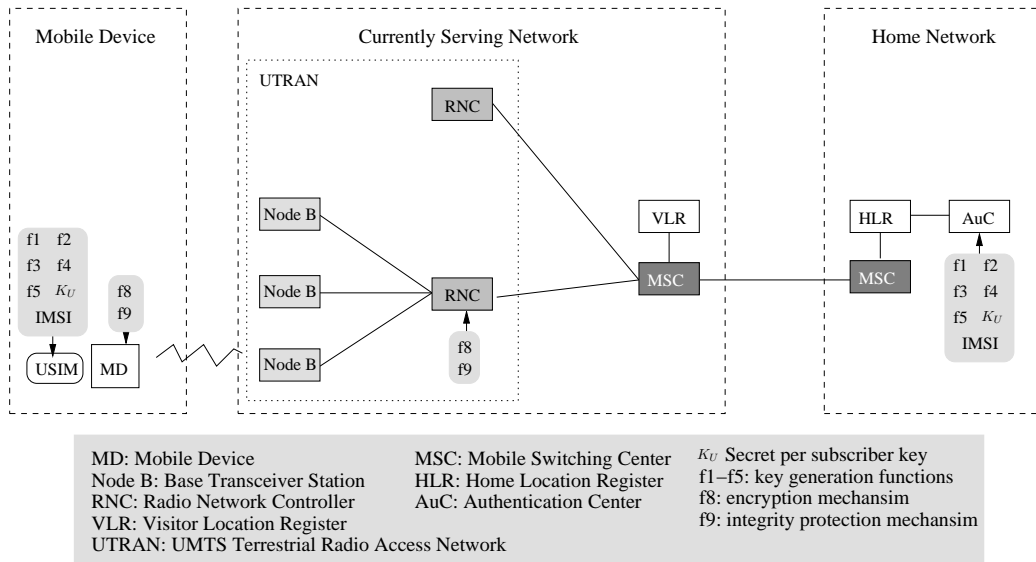 Mobile Device
Currently Serving Network
Home Network
UTRAN
RNC
Node B
Node B
Node B
RNC
f8
f9
VLR
MSC
f1 f2
f3 f4
f5 K_U
IMSI
USIM
f8
f9
MD
HLR
AuC
MSC
f1 f2
f3 f4
f5 K_U
IMSI
MD: Mobile Device
Node B: Base Transceiver Station
RNC: Radio Network Controller
VLR: Visitor Location Register
UTRAN: UMTS Terrestrial Radio Access Network
MSC: Mobile Switching Center
HLR: Home Location Register
AuC: Authentication Center
K_U Secret per subscriber key
f1–f5: key generation functions
f8: encryption mechansim
f9: integrity protection mechansim